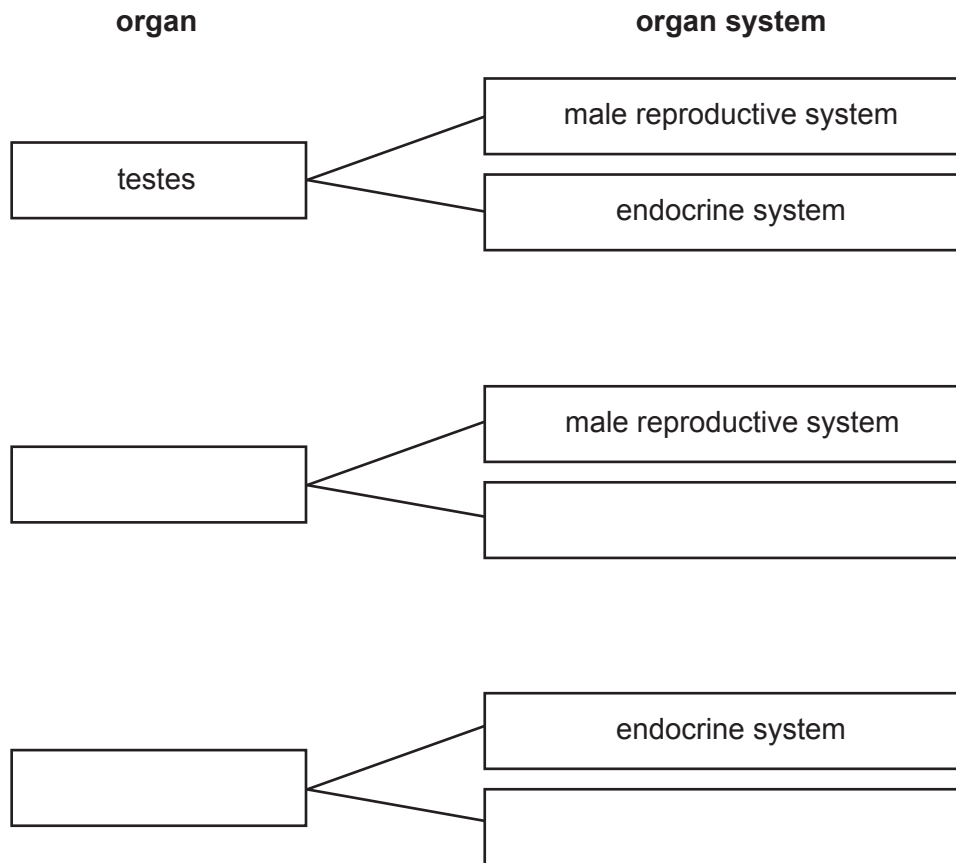 organ
organ system
testes
male reproductive system
endocrine system
male reproductive system
endocrine system